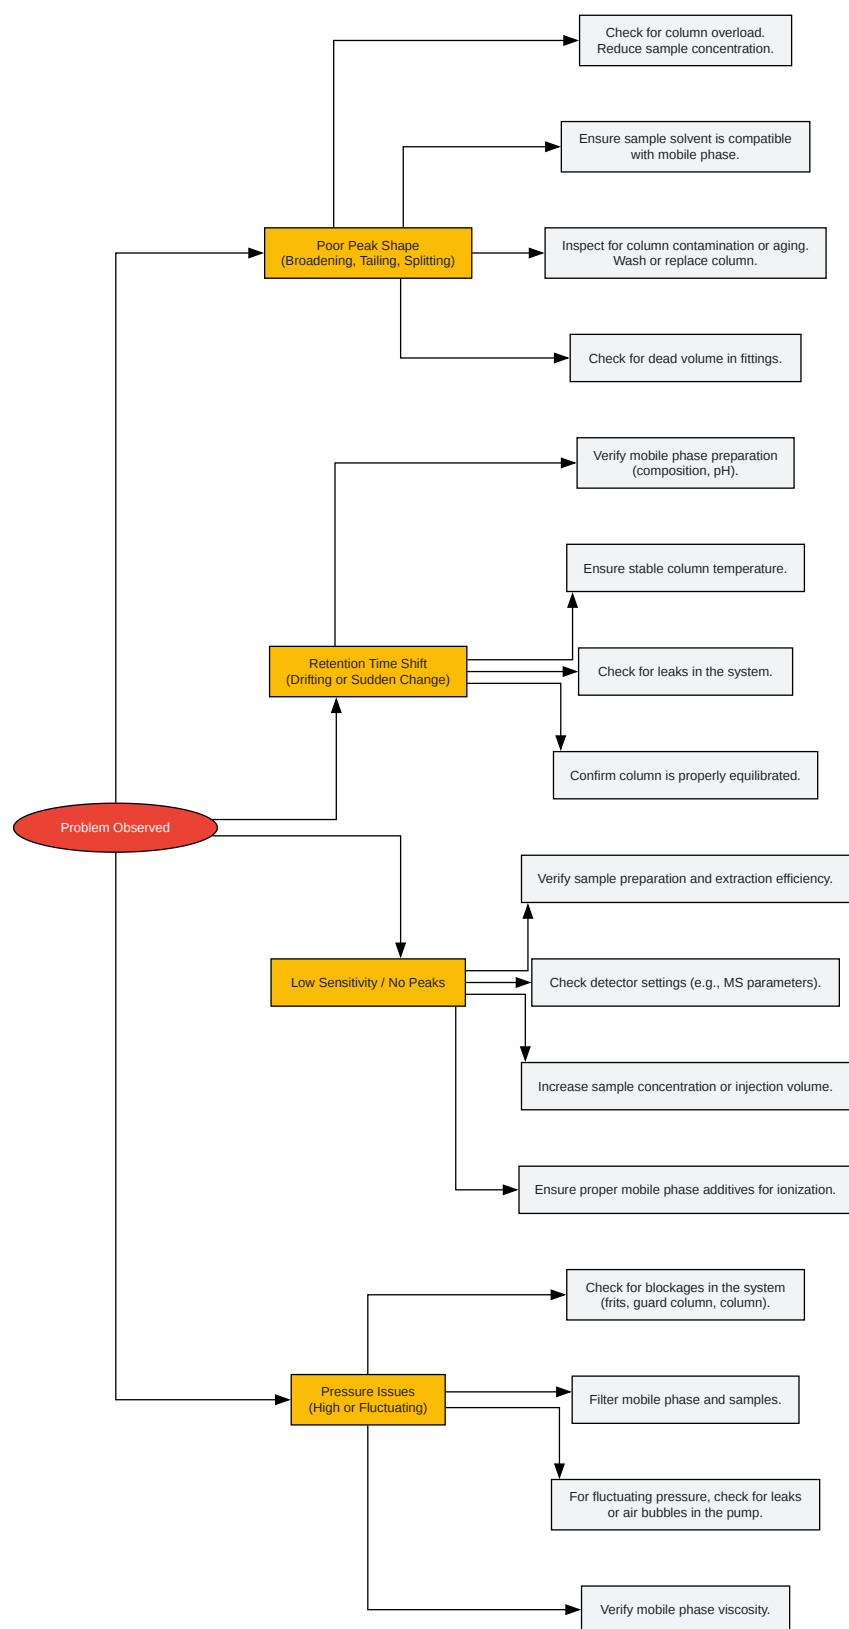 Check for column overload.
Reduce sample concentration.
Ensure sample solvent is compatible
with mobile phase.
Poor Peak Shape
(Broadening, Tailing, Splitting)
Inspect for column contamination or aging.
Wash or replace column.
Check for dead volume in fittings.
Verify mobile phase preparation
(composition, pH).
Ensure stable column temperature.
Retention Time Shift
(Drifting or Sudden Change)
Check for leaks in the system.
Confirm column is properly equilibrated.
Problem Observed
Verify sample preparation and extraction efficiency.
Low Sensitivity / No Peaks
Check detector settings (e.g., MS parameters).
Increase sample concentration or injection volume.
Ensure proper mobile phase additives for ionization.
Check for blockages in the system
(frits, guard column, column).
Pressure Issues
(High or Fluctuating)
Filter mobile phase and samples.
For fluctuating pressure, check for leaks
or air bubbles in the pump.
Verify mobile phase viscosity.